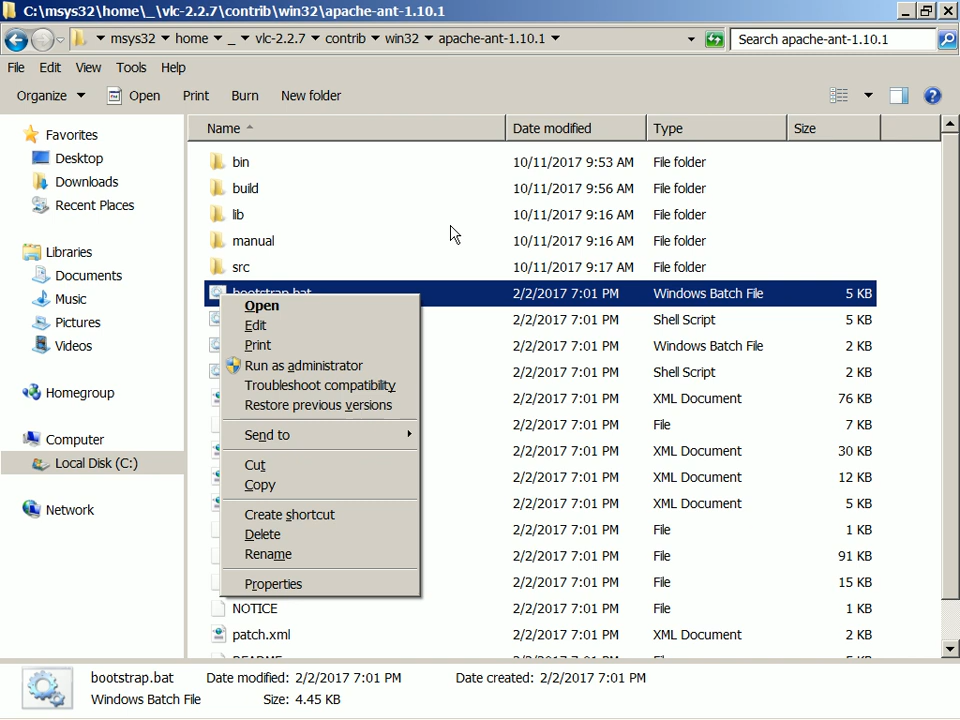 C:\msys32\home\_\vlc-2.2.7\contrib\win32\apache-ant-1.10.1
msys32 home _ vlc-2.2.7 contrib win32 apache-ant-1.10.1
Search apache-ant-1.10.1
File Edit View Tools Help
Organize Open Print Burn New folder
Name Date modified Type Size
Favorites
Desktop
Downloads
Recent Places
Libraries
Documents
Music
Pictures
Videos
Homegroup
Computer
Local Disk (C:)
Network
bin 10/11/2017 9:53 AM File folder
build 10/11/2017 9:56 AM File folder
lib 10/11/2017 9:16 AM File folder
manual 10/11/2017 9:16 AM File folder
src 10/11/2017 9:17 AM File folder
bootstrap.bat 2/2/2017 7:01 PM Windows Batch File 5 KB
2/2/2017 7:01 PM Shell Script 5 KB
2/2/2017 7:01 PM Windows Batch File 2 KB
2/2/2017 7:01 PM Shell Script 2 KB
2/2/2017 7:01 PM XML Document 76 KB
2/2/2017 7:01 PM File 7 KB
2/2/2017 7:01 PM XML Document 30 KB
2/2/2017 7:01 PM XML Document 12 KB
2/2/2017 7:01 PM XML Document 5 KB
2/2/2017 7:01 PM File 1 KB
2/2/2017 7:01 PM File 91 KB
2/2/2017 7:01 PM File 15 KB
NOTICE 2/2/2017 7:01 PM File 1 KB
patch.xml 2/2/2017 7:01 PM XML Document 2 KB
Open
Edit
Print
Run as administrator
Troubleshoot compatibility
Restore previous versions
Send to
Cut
Copy
Create shortcut
Delete
Rename
Properties
bootstrap.bat Date modified: 2/2/2017 7:01 PM Date created: 2/2/2017 7:01 PM
Windows Batch File Size: 4.45 KB